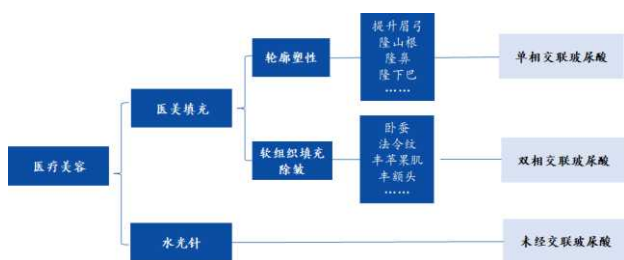 医疗美容
医美填充
轮廓塑性
提升眉弓
隆山根
隆鼻
隆下巴
……
单相交联玻尿酸
软组织填充
除皱
卧蚕
法令纹
丰苹果肌
丰额头
……
双相交联玻尿酸
水光针
未经交联玻尿酸